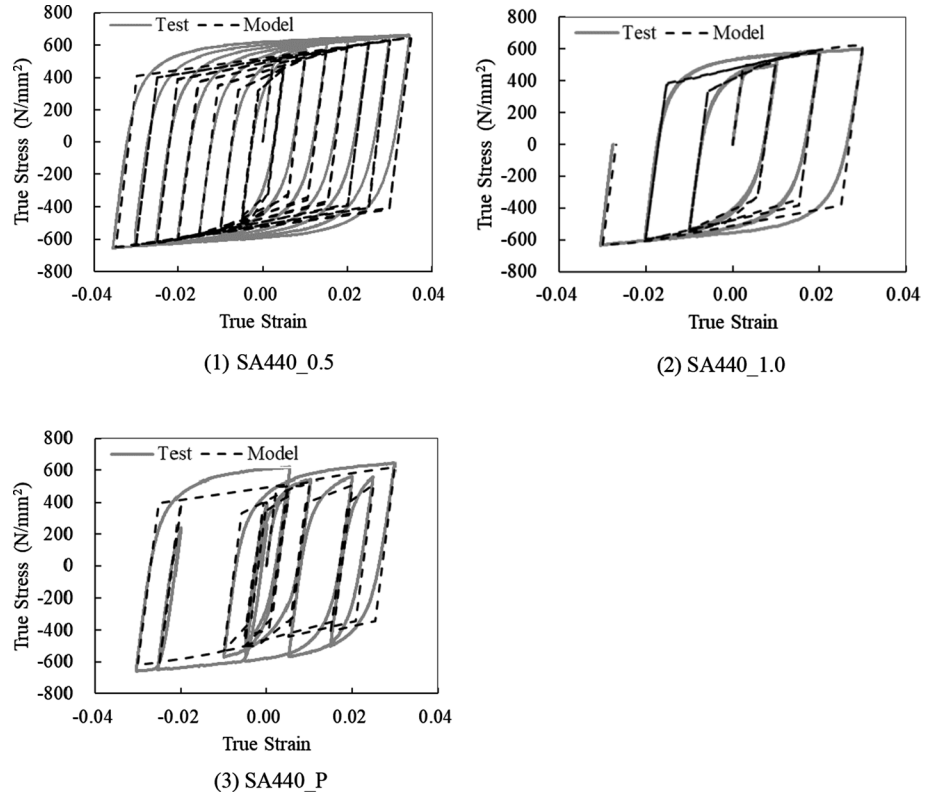 800
600
400
200
0
-200
-400
-600
-800
True Stress (N/mm²)
Test
Model
-0.04
-0.02
0.00
0.02
0.04
True Strain
(1) SA440_0.5
800
600
400
200
0
-200
-400
-600
-800
True Stress (N/mm²)
Test
Model
-0.04
-0.02
0.00
0.02
0.04
True Strain
(2) SA440_1.0
800
600
400
200
0
-200
-400
-600
-800
True Stress (N/mm²)
Test
Model
-0.04
-0.02
0.00
0.02
0.04
True Strain
(3) SA440_P